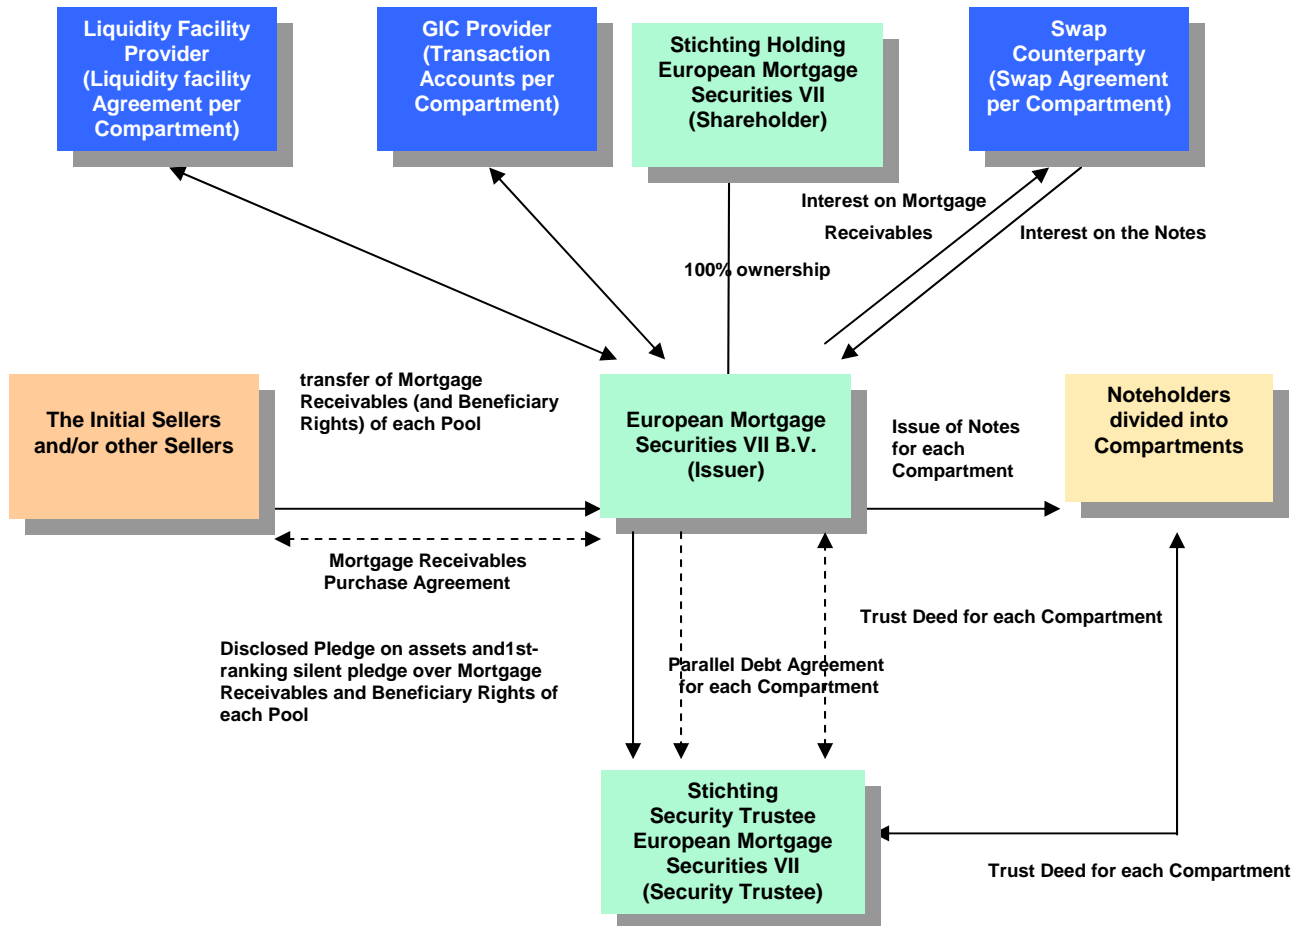 Liquidity Facility
Provider
(Liquidity facility
Agreement per
Compartment)
GIC Provider
(Transaction
Accounts per
Compartment)
Stichting Holding
European Mortgage
Securities VII
(Shareholder)
Swap
Counterparty
(Swap Agreement
per Compartment)
Interest on Mortgage
Receivables
Interest on the Notes
100% ownership
The Initial Sellers
and/or other Sellers
transfer of Mortgage
Receivables (and Beneficiary
Rights) of each Pool
European Mortgage
Securities VII B.V.
(Issuer)
Issue of Notes
for each
Compartment
Noteholders
divided into
Compartments
Mortgage Receivables
Purchase Agreement
Trust Deed for each Compartment
Disclosed Pledge on assets and1st-
ranking silent pledge over Mortgage
Receivables and Beneficiary Rights of
each Pool
Parallel Debt Agreement
for each Compartment
Stichting
Security Trustee
European Mortgage
Securities VII
(Security Trustee)
Trust Deed for each Compartment